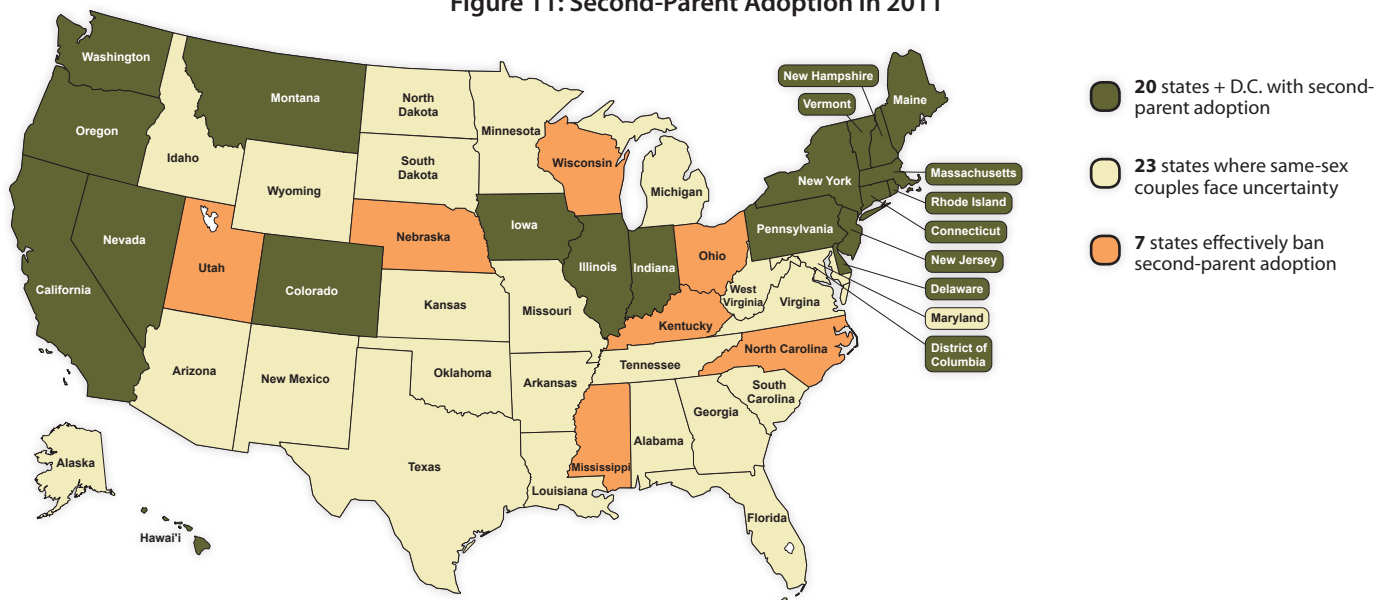 Figure 11: Second-Parent Adoption in 2011
Washington
Oregon
California
Nevada
Idaho
Montana
Wyoming
Utah
Colorado
Arizona
New Mexico
North
Dakota
South
Dakota
Nebraska
Kansas
Oklahoma
Texas
Minnesota
Iowa
Missouri
Arkansas
Louisiana
Wisconsin
Illinois
Michigan
Indiana
Ohio
Kentucky
Tennessee
Mississippi
Alabama
Georgia
Florida
South
Carolina
North Carolina
West
Virginia
Virgina
Pennsylvania
New York
New Hampshire
Vermont
Maine
Massachusetts
Rhode Island
Connecticut
New Jersey
Delaware
Maryland
District of
Columbia
Alaska
Hawai'i
20 states + D.C. with second-
parent adoption
23 states where same-sex
couples face uncertainty
7 states effectively ban
second-parent adoption